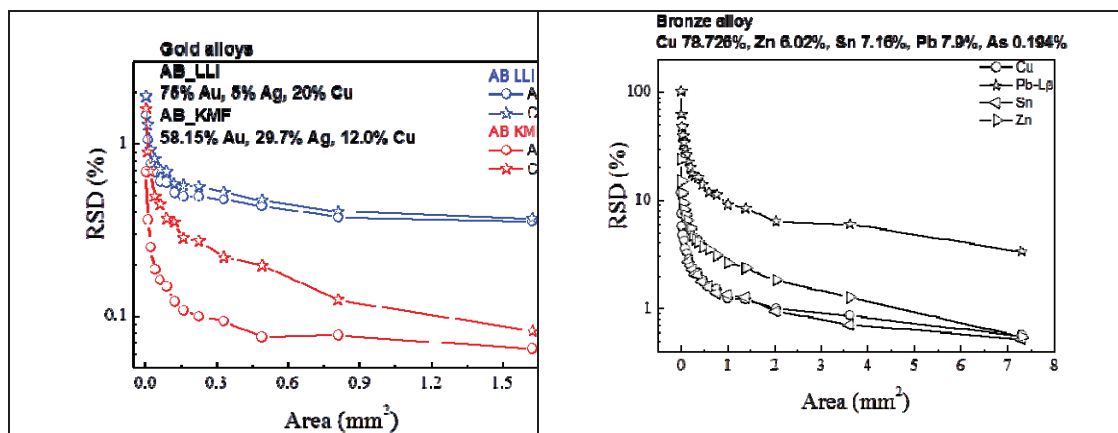 Gold alloys
AB_LLI
75% Au, 5% Ag, 20% Cu
AB_KMF
58.15% Au, 29.7% Ag, 12.0% Cu
AB LLI
A
C
AB KM
A
C
RSD (%)
1
0.1
0.0 0.3 0.6 0.9 1.2 1.5
Area (mm²)
Bronze alloy
Cu 78.726%, Zn 6.02%, Sn 7.16%, Pb 7.9%, As 0.194%
Cu
Pb-Lβ
Sn
Zn
RSD (%)
100
10
1
0 1 2 3 4 5 6 7 8
Area (mm²)